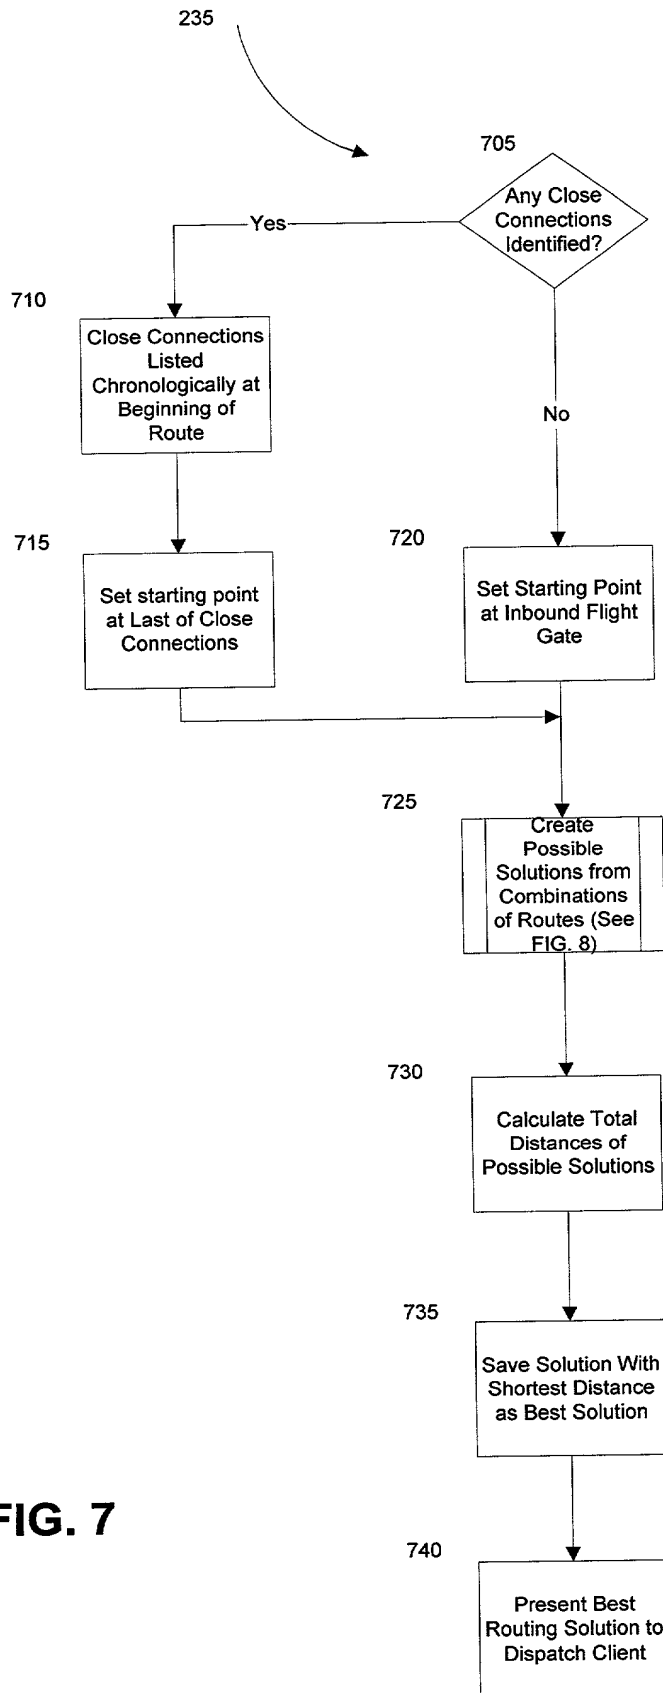 235
705
Any Close
Connections
Identified?
Yes
710
Close Connections
Listed
Chronologically at
Beginning of
Route
No
715
Set starting point
at Last of Close
Connections
720
Set Starting Point
at Inbound Flight
Gate
725
Create
Possible
Solutions from
Combinations
of Routes (See
FIG. 8)
730
Calculate Total
Distances of
Possible Solutions
735
Save Solution With
Shortest Distance
as Best Solution
FIG. 7
740
Present Best
Routing Solution to
Dispatch Client